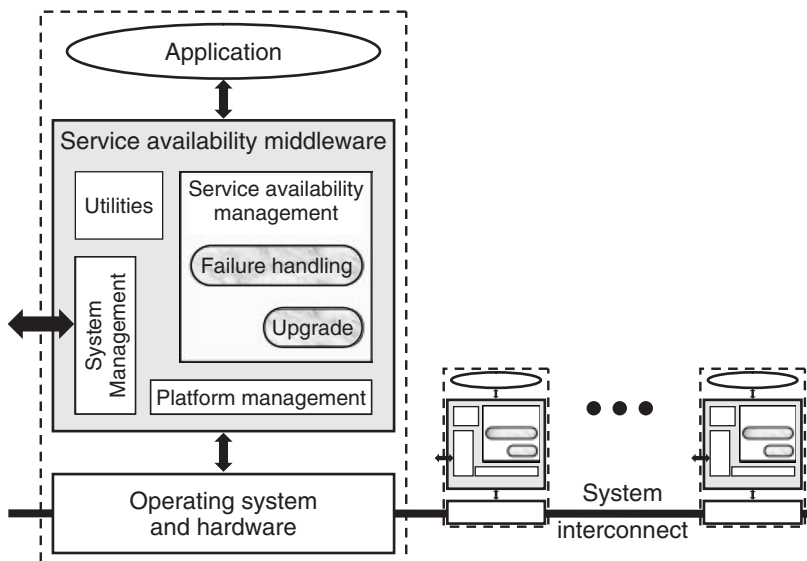 Application
Service availability middleware
Utilities
Service availability
management
Failure handling
Upgrade
System
Management
Platform management
Operating system
and hardware
System
interconnect